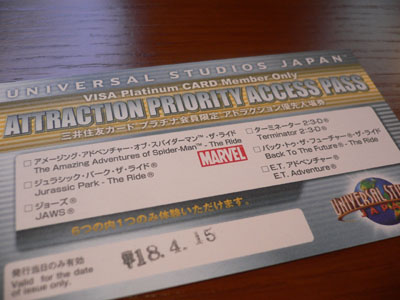 UNIVERSAL STUDIOS JAPAN™
VISA Platinum CARD Member Only
ATTRACTION PRIORITY ACCESS PASS
三井住友カード プラチナ会員限定 アトラクション優先入場券
□ アメージング・アドベンチャー・オブ・スパイダーマン™・ザ・ライド
The Amazing Adventures of Spider-Man™ - The Ride
MARVEL
□ ジュラシック・パーク・ザ・ライド®
Jurassic Park - The Ride®
□ ジョーズ®
JAWS®
□ ターミネーター 2:3-D®
Terminator 2:3-D®
□ バック・トゥ・ザ・フューチャー®・ザ・ライド
Back To the Future® - The Ride
□ E.T. アドベンチャー®
E.T. Adventure®
6つの内1つのみ体験いただけます。
発行当日のみ有効
Valid for the date
of issue only.
18.4.15
UNIVERSAL STUDIOS
JAPAN